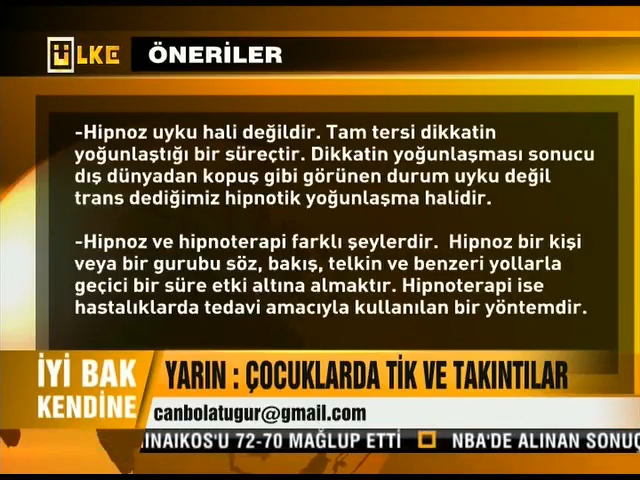 ÜLKE ÖNERİLER
-Hipnoz uyku hali değildir. Tam tersi dikkatin
yoğunlaştığı bir süreçtir. Dikkatin yoğunlaşması sonucu
dış dünyadan kopuş gibi görünen durum uyku değil
trans dediğimiz hipnotik yoğunlaşma halidir.
-Hipnoz ve hipnoterapi farklı şeylerdir. Hipnoz bir kişi
veya bir gurubu söz, bakış, telkin ve benzeri yollarla
geçici bir süre etki altına almaktır. Hipnoterapi ise
hastalıklarda tedavi amacıyla kullanılan bir yöntemdir.
İYİ BAK
KENDİNE
YARIN : ÇOCUKLARDA TİK VE TAKINTILAR
canbolatugur@gmail.com
INAIKOS'U 72-70 MAĞLUP ETTİ NBA'DE ALINAN SONUÇ